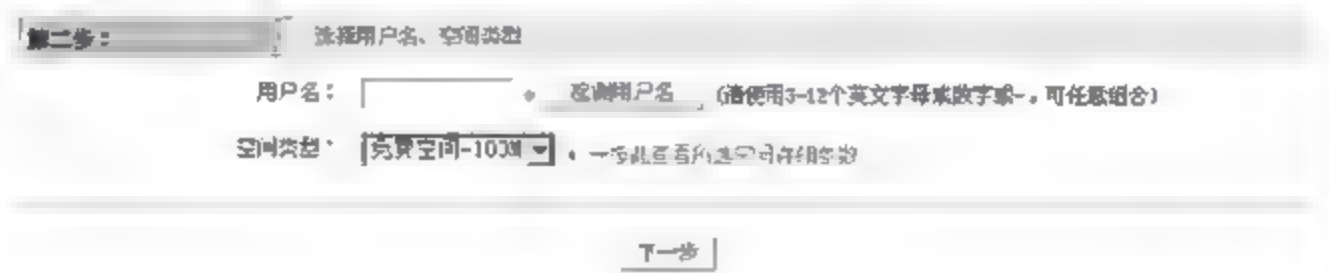 第二步： 选择用户名、空间类型
用户名： * 检测用户名 (请使用3-12个英文字母或数字或-，可任意组合)
空间类型： 免费空间-100M *
下一步